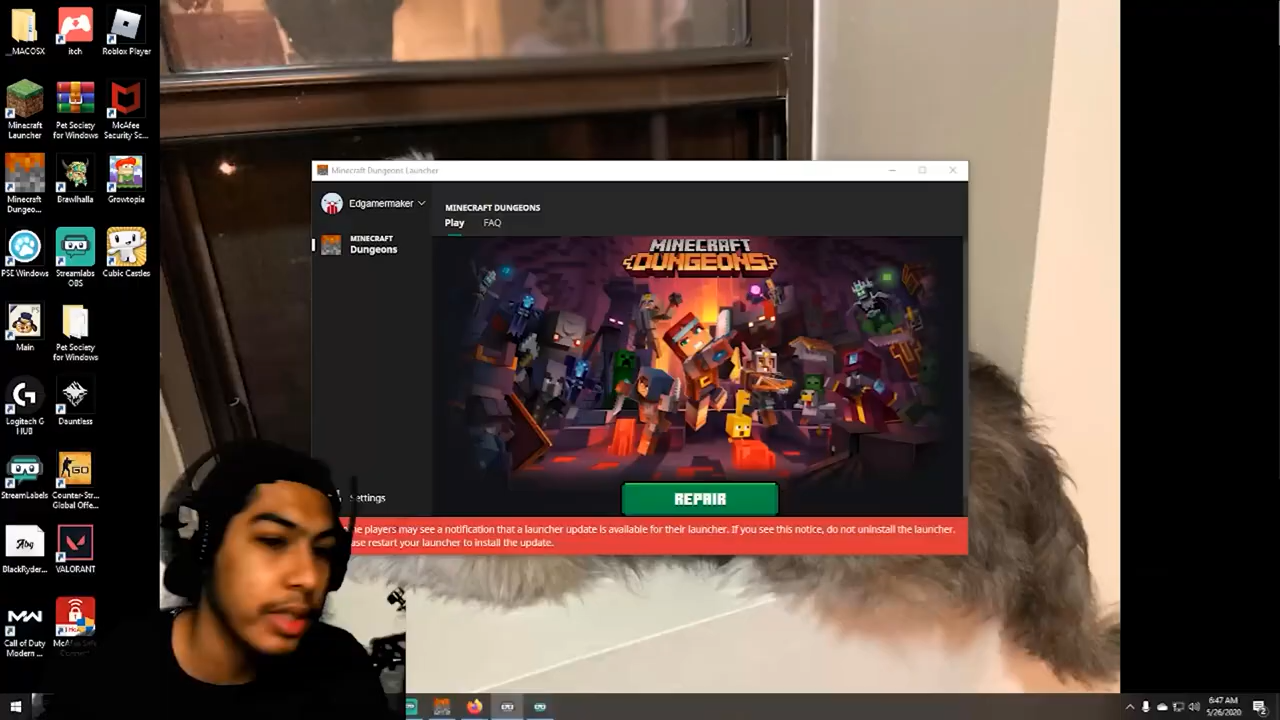 _MACOSX
itch
Roblox Player
Minecraft
Launcher
Pet Society
for Windows
McAfee
Security Sc...
Minecraft
Dungeo...
Brawlhalla
Growtopia
PSE Windows
Streamlabs
OBS
Cubic Castles
Main
Pet Society
for Windows
Logitech G
HUB
Dauntless
StreamLabels
GO
Counter-Str...
Global Offe...
BlackRyder...
VALORANT
Call of Duty
Modern ...
Minecraft Dungeons Launcher
Edgamermaker
MINECRAFT
Dungeons
Settings
MINECRAFT DUNGEONS
Play FAQ
MINECRAFT
DUNGEONS
REPAIR
players may see a notification that a launcher update is available for their launcher. If you see this notice, do not uninstall the launcher.
restart your launcher to install the update.
6:47 AM
5/26/2020
2